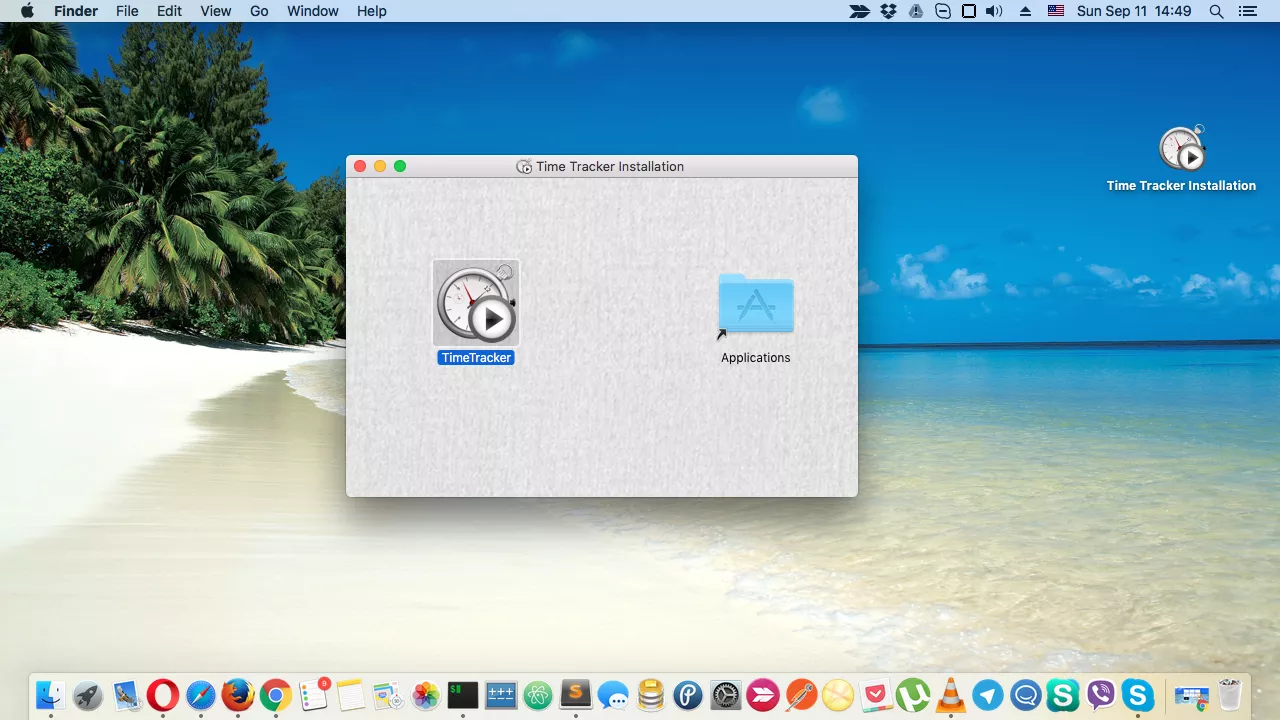 Finder File Edit View Go Window Help Sun Sep 11 14:49
Time Tracker Installation
Time Tracker Installation
TimeTracker
Applications
9